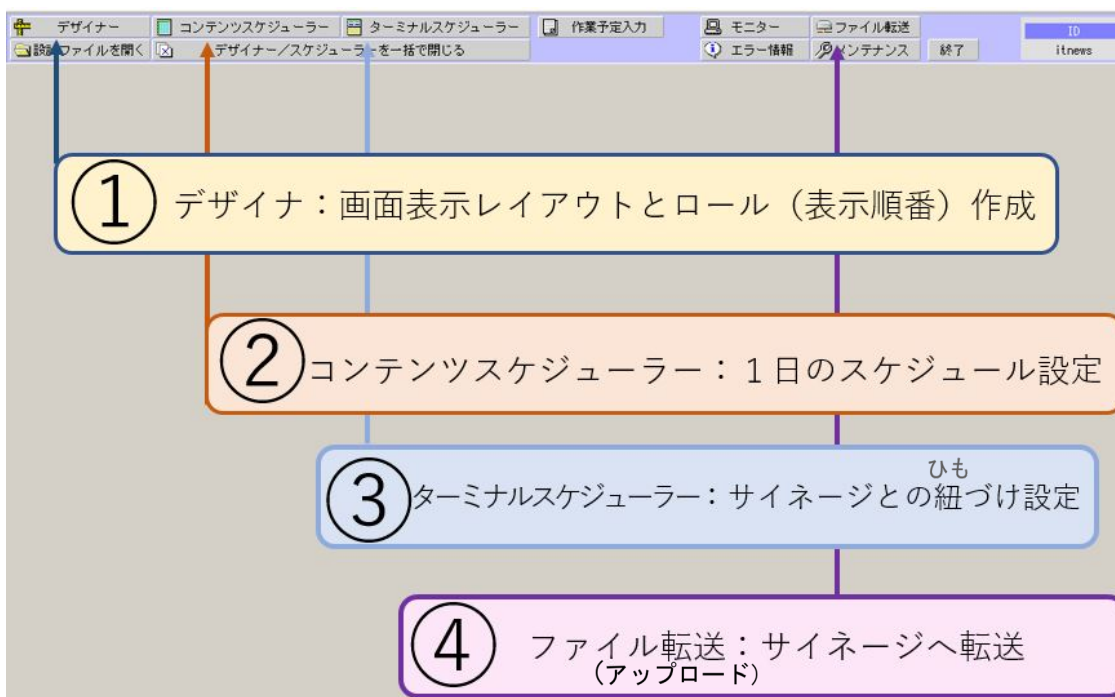 デザイナー コンテンツスケジューラー ターミナルスケジューラー 作業予定入力 モニター ファイル転送 ID
ファイルを開く デザイナー／スケジューラーを一括で閉じる エラー情報 メンテナンス 終了 itnews
① デザイナ：画面表示レイアウトとロール（表示順番）作成
② コンテンツスケジューラー：１日のスケジュール設定
ひも
③ ターミナルスケジューラー：サイネージとの紐づけ設定
④ ファイル転送：サイネージへ転送
（アップロード）